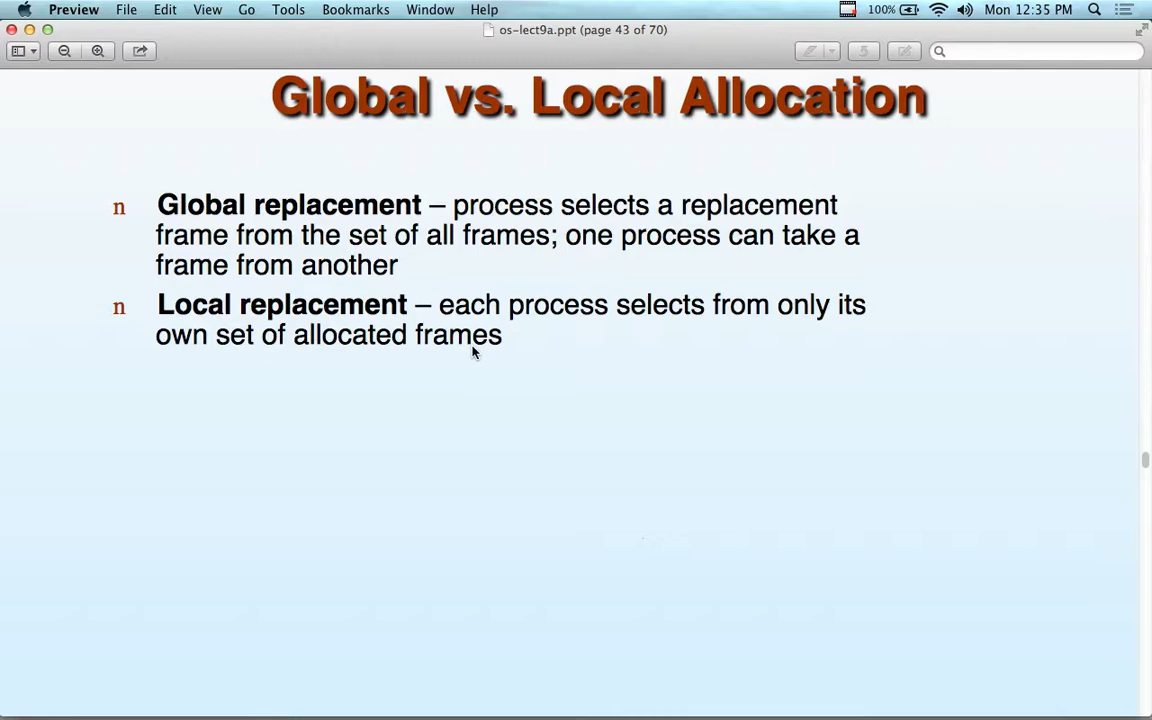 Preview File Edit View Go Tools Bookmarks Window Help 100% Mon 12:35 PM
os-lect9a.ppt (page 43 of 70)
Global vs. Local Allocation
n Global replacement – process selects a replacement
frame from the set of all frames; one process can take a
frame from another
n Local replacement – each process selects from only its
own set of allocated frames